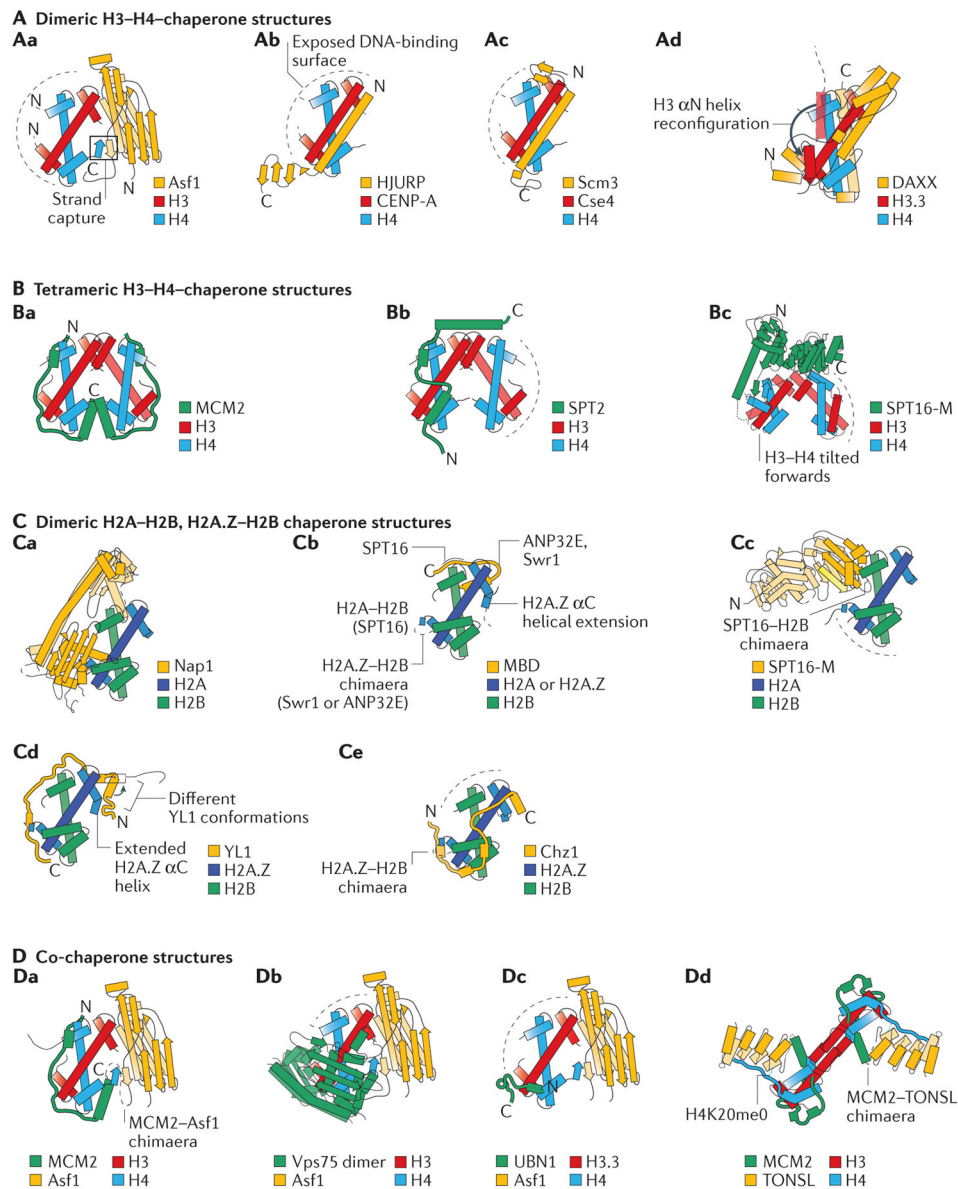 A Dimeric H3–H4–chaperone structures
Aa
N
N
C
N
Strand
capture
Asf1
H3
H4
Ab
Exposed DNA-binding
surface
C
HJURP
CENP-A
H4
Ac
N
C
Scm3
Cse4
H4
Ad
C
H3 αN helix
reconfiguration
N
DAXX
H3.3
H4
B Tetrameric H3–H4–chaperone structures
Ba
N
C
MCM2
H3
H4
Bb
C
N
SPT2
H3
H4
Bc
N
C
SPT16-M
H3
H4
H3–H4 tilted
forwards
C Dimeric H2A–H2B, H2A.Z–H2B chaperone structures
Ca
Nap1
H2A
H2B
Cb
SPT16
ANP32E,
Swr1
C
H2A–H2B
(SPT16)
H2A.Z αC
helical extension
H2A.Z–H2B
chimaera
(Swr1 or ANP32E)
MBD
H2A or H2A.Z
H2B
Cc
N
SPT16–H2B
chimaera
SPT16-M
H2A
H2B
Cd
N
Different
YL1 conformations
C
Extended
H2A.Z αC
helix
YL1
H2A.Z
H2B
Ce
N
C
H2A.Z–H2B
chimaera
Chz1
H2A.Z
H2B
D Co-chaperone structures
Da
N
C
MCM2–Asf1
chimaera
MCM2
H3
Asf1
H4
Db
Vps75 dimer
H3
Asf1
H4
Dc
N
C
UBN1
H3.3
Asf1
H4
Dd
H4K20me0
MCM2–TONSL
chimaera
MCM2
H3
TONSL
H4